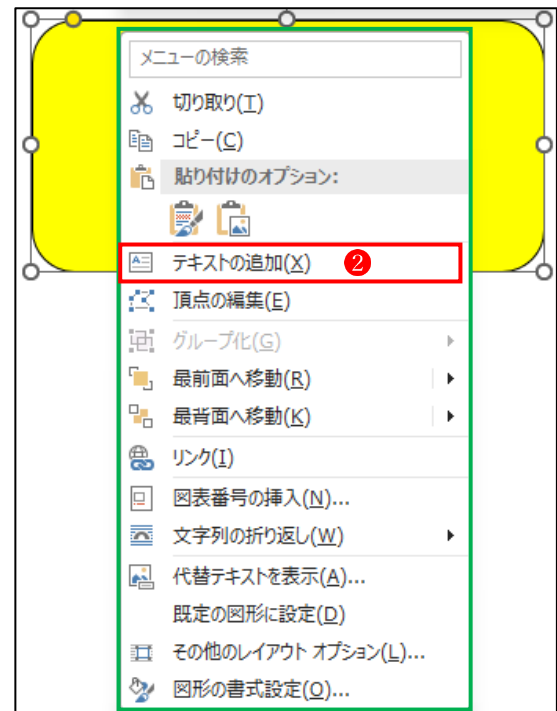 メニューの検索
切り取り(T)
コピー(C)
貼り付けのオプション:
テキストの追加(X) 2
頂点の編集(E)
グループ化(G)
最前面へ移動(R)
最背面へ移動(K)
リンク(I)
図表番号の挿入(N)...
文字列の折り返し(W)
代替テキストを表示(A)...
既定の図形に設定(D)
その他のレイアウト オプション(L)...
図形の書式設定(O)...